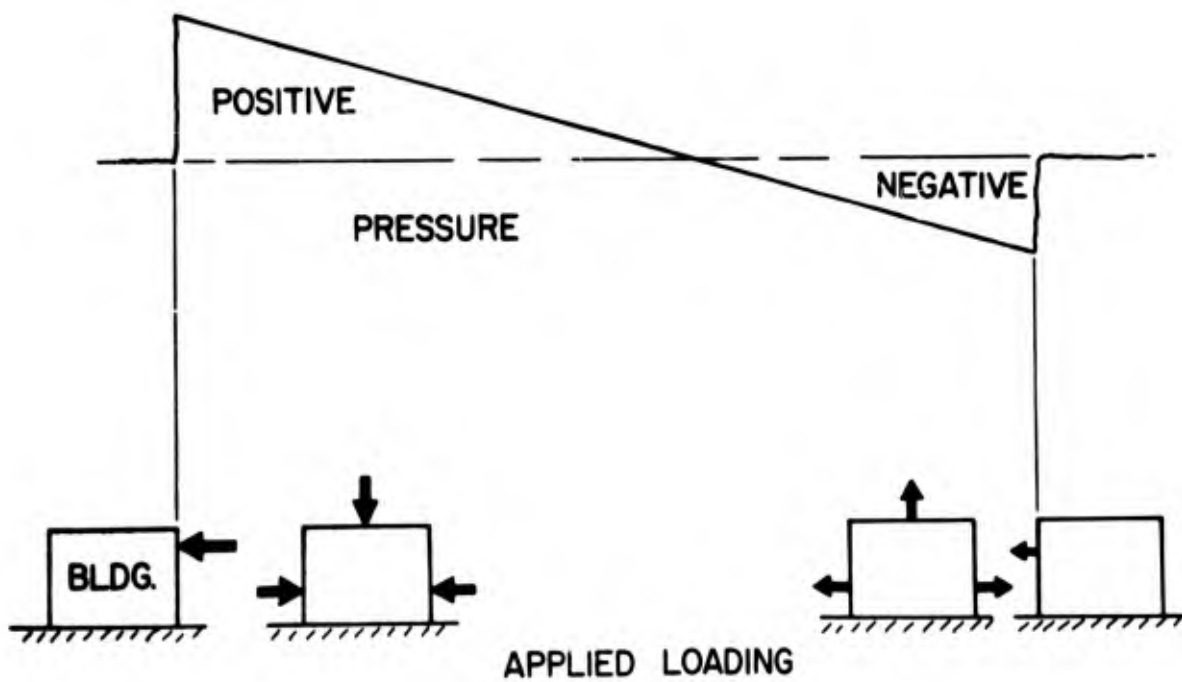 POSITIVE
NEGATIVE
PRESSURE
BLDG.
APPLIED LOADING